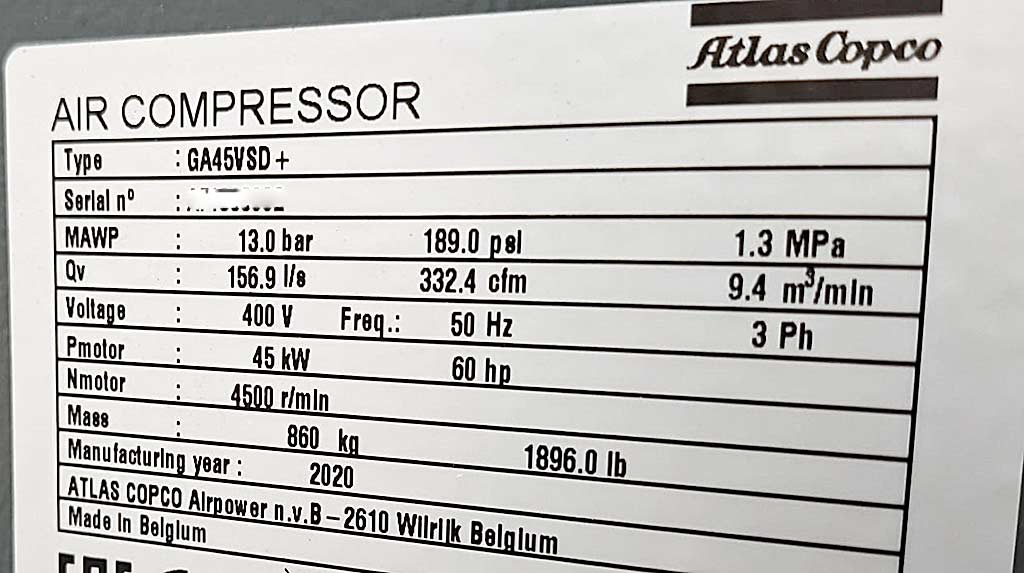 Atlas Copco
AIR COMPRESSOR
Type : GA45VSD+
Serial nº :
MAWP : 13.0 bar 189.0 psi 1.3 MPa
Qv : 156.9 l/s 332.4 cfm 9.4 m³/min
Voltage : 400 V Freq.: 50 Hz 3 Ph
Pmotor : 45 kW 60 hp
Nmotor : 4500 r/min
Mass : 860 kg 1896.0 lb
Manufacturing year : 2020
ATLAS COPCO Airpower n.v.B-2610 Wilrijk Belgium
Made in Belgium